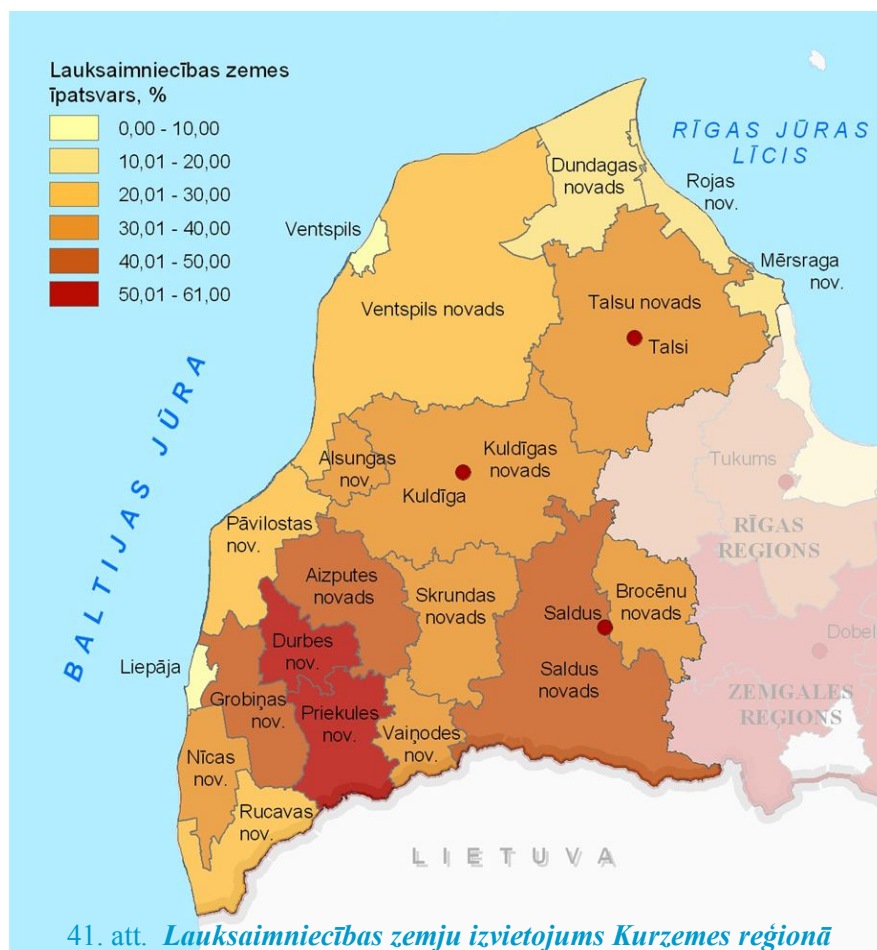 Lauksaimniecības zemes
īpatsvars, %
0,00 - 10,00
10,01 - 20,00
20,01 - 30,00
30,01 - 40,00
40,01 - 50,00
50,01 - 61,00
RĪGAS JŪRAS
LĪCIS
Dundagas
novads
Rojas
nov.
Ventspils
Mērsraga
nov.
Ventspils novads
Talsu novads
Talsi
BALTIJAS JŪRA
Alsungas
nov.
Kuldīgas
novads
Kuldīga
Tukums
Pāvilostas
nov.
RĪGAS
REGIONS
Aizputes
novads
Skrundas
novads
Brocēnu
novads
Saldus
Durbes
nov.
Dobel
Liepāja
Saldus
novads
Grobiņas
nov.
Priekules
nov.
ZEMGALES
REGIONS
Vaiņodes
nov.
Nīcas
nov.
Rucavas
nov.
LIETUVA
41. att. Lauksaimniecības zemju izvietojums Kurzemes reģionā